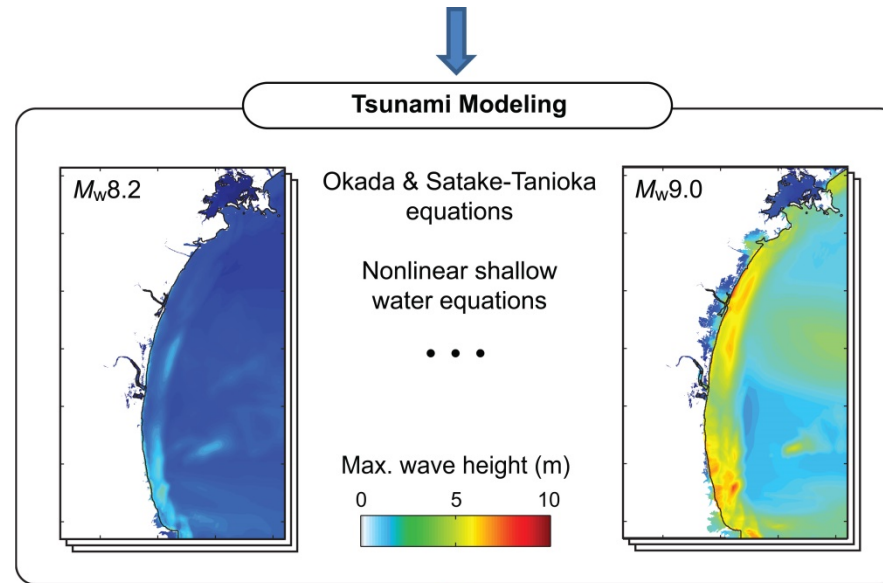 Tsunami Modeling
Mw8.2
Okada & Satake-Tanioka
equations
Nonlinear shallow
water equations
• • •
Max. wave height (m)
0 5 10
Mw9.0